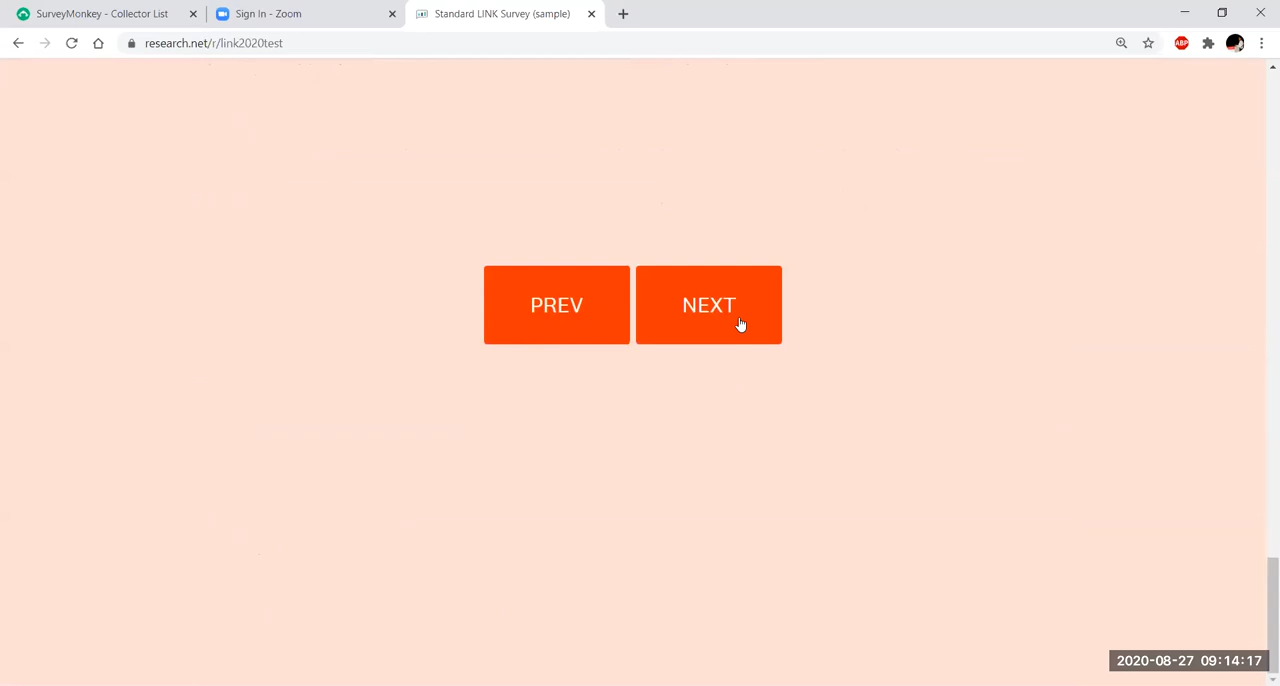 SurveyMonkey - Collector List
Sign In - Zoom
Standard LINK Survey (sample)
research.net/r/link2020test
ABP
PREV
NEXT
2020-08-27 09:14:17